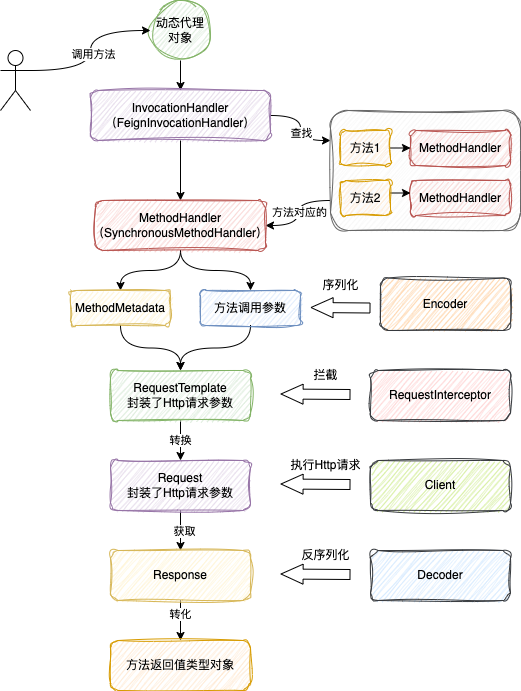 动态代理
对象
调用方法
InvocationHandler
（FeignInvocationHandler）
查找
方法1
MethodHandler
方法2
MethodHandler
方法对应的
MethodHandler
（SynchronousMethodHandler）
MethodMetadata
方法调用参数
序列化
Encoder
RequestTemplate
封装了Http请求参数
拦截
RequestInterceptor
转换
Request
封装了Http请求参数
执行Http请求
Client
获取
Response
反序列化
Decoder
转化
方法返回值类型对象